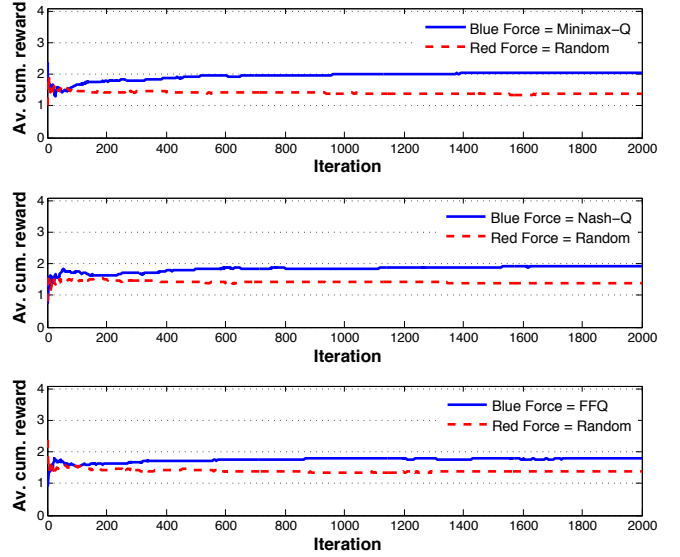 4
3
2
1
0
Av. cum. reward
Blue Force = Minimax−Q
Red Force = Random
0 200 400 600 800 1000 1200 1400 1600 1800 2000
Iteration
4
3
2
1
0
Av. cum. reward
Blue Force = Nash−Q
Red Force = Random
0 200 400 600 800 1000 1200 1400 1600 1800 2000
Iteration
4
3
2
1
0
Av. cum. reward
Blue Force = FFQ
Red Force = Random
0 200 400 600 800 1000 1200 1400 1600 1800 2000
Iteration